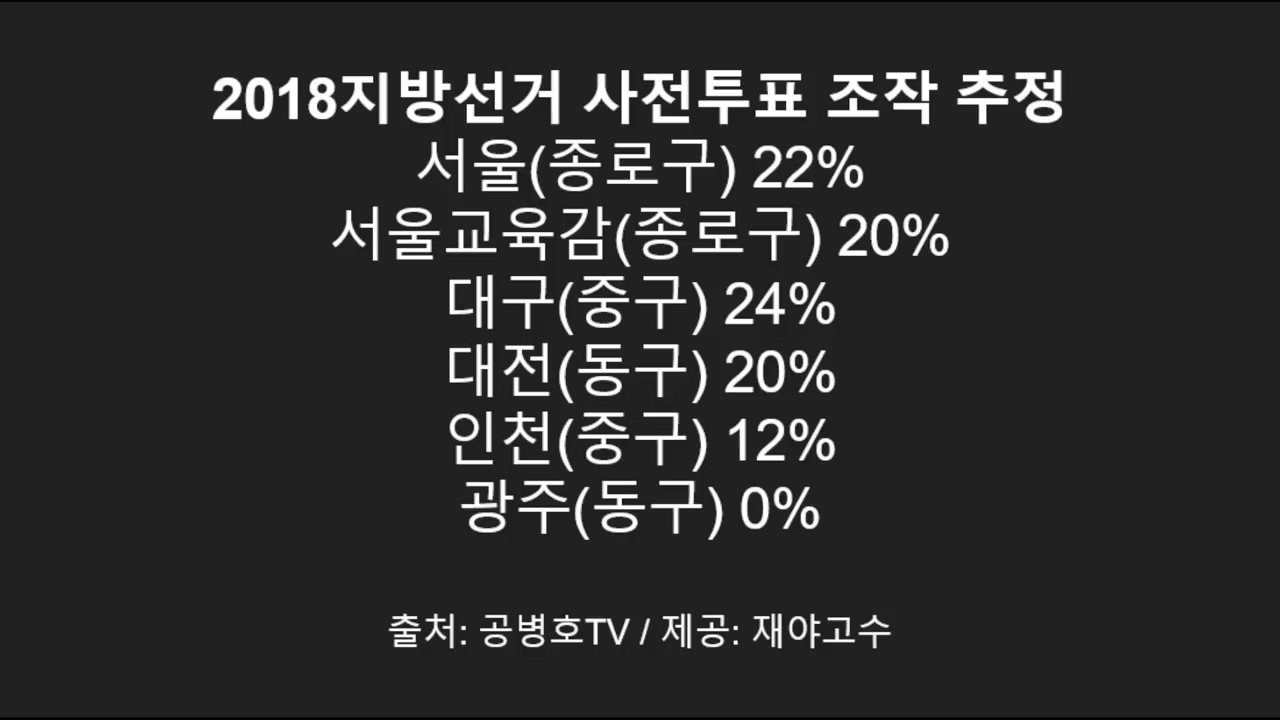 2018지방선거 사전투표 조작 추정
서울(종로구) 22%
서울교육감(종로구) 20%
대구(중구) 24%
대전(동구) 20%
인천(중구) 12%
광주(동구) 0%
출처: 공병호TV / 제공: 재야고수